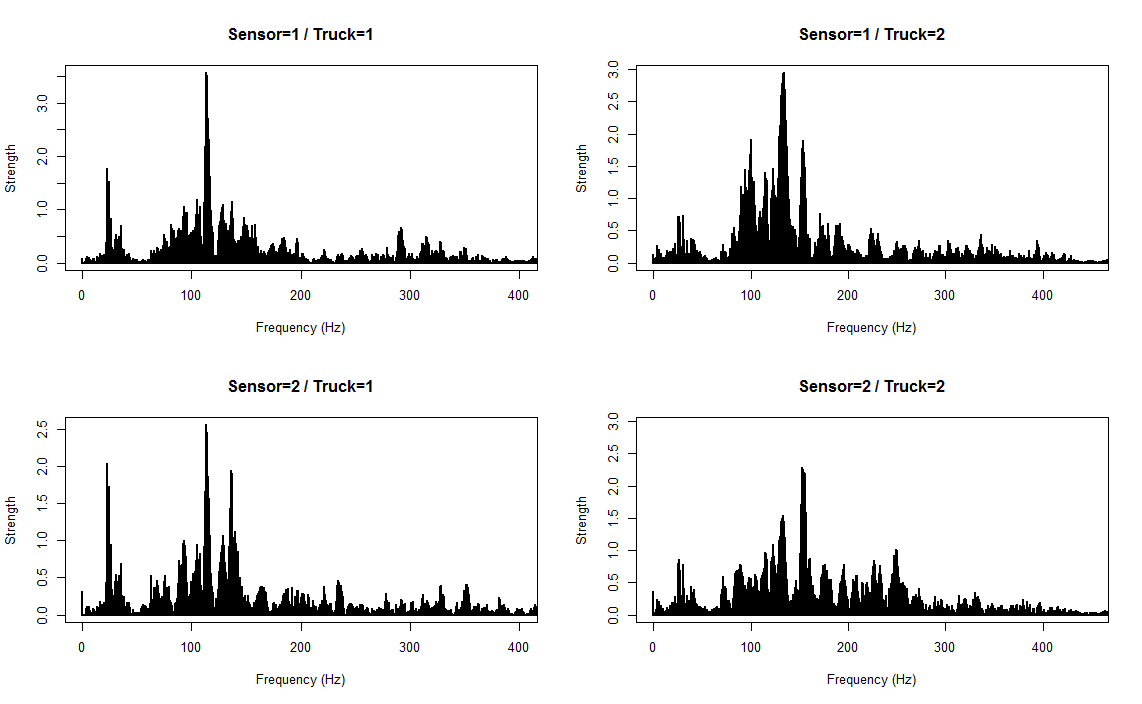 Sensor=1 / Truck=1
Strength
0.0 1.0 2.0 3.0
0 100 200 300 400
Frequency (Hz)
Sensor=1 / Truck=2
Strength
0.0 0.5 1.0 1.5 2.0 2.5 3.0
0 100 200 300 400
Frequency (Hz)
Sensor=2 / Truck=1
Strength
0.0 0.5 1.0 1.5 2.0 2.5
0 100 200 300 400
Frequency (Hz)
Sensor=2 / Truck=2
Strength
0.0 0.5 1.0 1.5 2.0 2.5 3.0
0 100 200 300 400
Frequency (Hz)